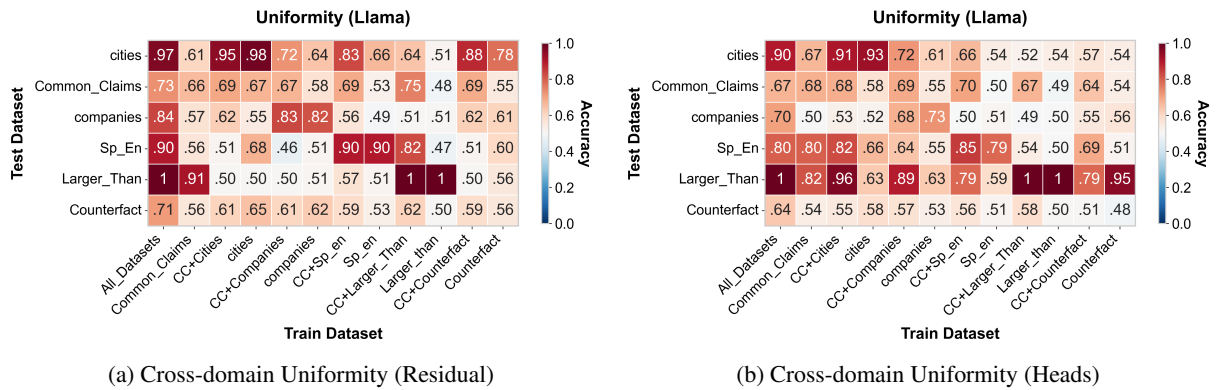 Uniformity (Llama)
Test Dataset
cities .97 .61 .95 .98 .72 .64 .83 .66 .64 .51 .88 .78
Common_Claims .73 .66 .69 .67 .67 .58 .69 .53 .75 .48 .69 .55
companies .84 .57 .62 .55 .83 .82 .56 .49 .51 .51 .62 .61
Sp_En .90 .56 .51 .68 .46 .51 .90 .90 .82 .47 .51 .60
Larger_Than 1 .91 .50 .50 .50 .51 .57 .51 1 1 .50 .56
Counterfact .71 .56 .61 .65 .61 .62 .59 .53 .62 .50 .59 .56
All_Datasets
Common_Claims
CC+Cities
cities
CC+Companies
companies
CC+Sp_en
Sp_en
CC+Larger_Than
Larger_than
CC+Counterfact
Counterfact
Train Dataset
1.0
0.8
0.6
0.4
0.2
0.0
Accuracy
(a) Cross-domain Uniformity (Residual)
Uniformity (Llama)
Test Dataset
cities .90 .67 .91 .93 .72 .61 .66 .54 .52 .54 .57 .54
Common_Claims .67 .68 .68 .58 .69 .55 .70 .50 .67 .49 .64 .54
companies .70 .50 .53 .52 .68 .73 .51 .51 .49 .50 .55 .56
Sp_En .80 .80 .82 .66 .64 .55 .85 .79 .54 .50 .69 .51
Larger_Than 1 .82 .96 .63 .89 .63 .79 .59 1 1 .79 .95
Counterfact .64 .54 .55 .58 .57 .53 .56 .51 .58 .50 .51 .48
All_Datasets
Common_Claims
CC+Cities
cities
CC+Companies
companies
CC+Sp_en
Sp_en
CC+Larger_Than
Larger_than
CC+Counterfact
Counterfact
Train Dataset
1.0
0.8
0.6
0.4
0.2
0.0
Accuracy
(b) Cross-domain Uniformity (Heads)